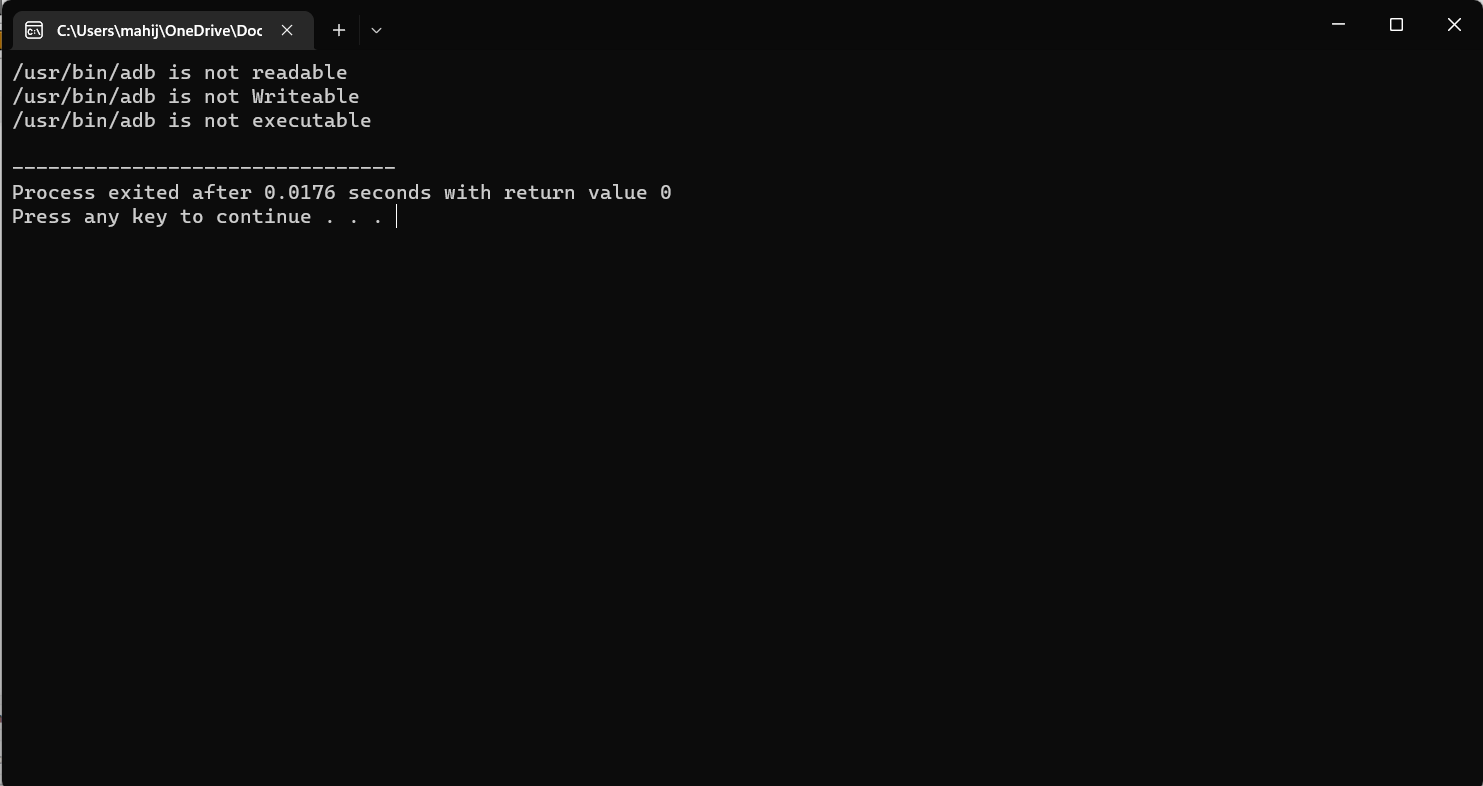 C:\Users\mahij\OneDrive\Doc
/usr/bin/adb is not readable
/usr/bin/adb is not Writeable
/usr/bin/adb is not executable
--------------------------------
Process exited after 0.0176 seconds with return value 0
Press any key to continue . . .